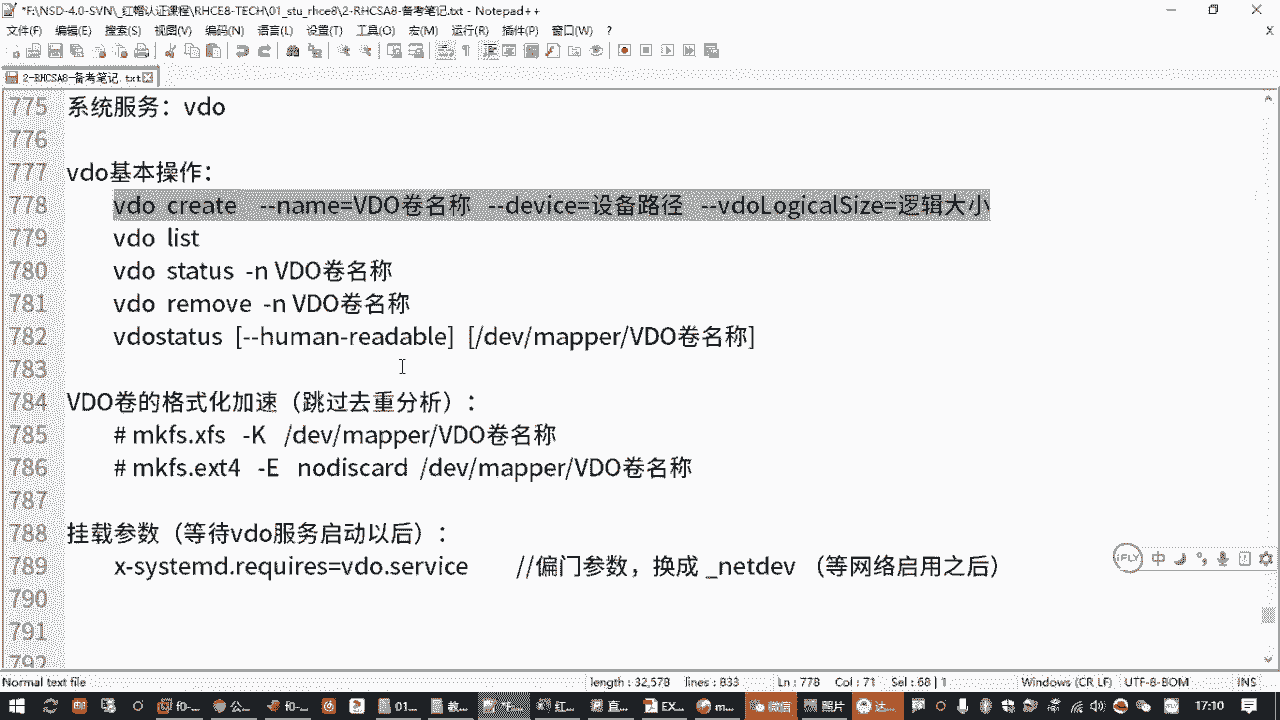 *F:\NSD-4.0-SVN\_红帽认证课程\RHCE8-TECH\01_stu_rhce8\2-RHCSA8-备考笔记.txt - Notepad++
文件(F) 编辑(E) 搜索(S) 视图(V) 编码(N) 语言(L) 设置(T) 工具(O) 宏(M) 运行(R) 插件(P) 窗口(W) ?
X
2-RHCSA8-备考笔记.txt
775 系统服务：vdo
776
777 vdo基本操作：
778 vdo create --name=VDO卷名称 --device=设备路径 --vdoLogicalSize=逻辑大小
779 vdo list
780 vdo status -n VDO卷名称
781 vdo remove -n VDO卷名称
782 vdostatus [--human-readable] [/dev/mapper/VDO卷名称]
783
784 VDO卷的格式化加速（跳过去重分析）：
785 # mkfs.xfs -K /dev/mapper/VDO卷名称
786 # mkfs.ext4 -E nodiscard /dev/mapper/VDO卷名称
787
788 挂载参数（等待vdo服务启动以后）：
789 x-systemd.requires=vdo.service //偏门参数，换成 _netdev （等网络启用之后）
790
791
792
iFLY 中
Normal text file length : 32,578 lines : 833 Ln : 778 Col : 71 Sel : 68 | 1 Windows (CR LF) UTF-8-BOM INS
和-... 公... 和-... 01... 教... 江... 直... EX... m... 微信 照片 达... 17:10